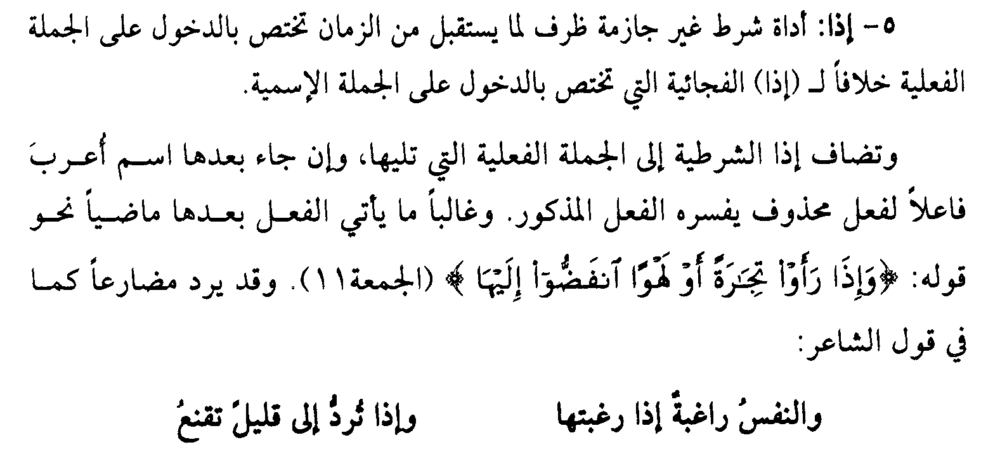 ٥- إذا: أداة شرط غير جازمة ظرف لما يستقبل من الزمان تختص بالدخول على الجملة
الفعلية خلافاً لـ (إذا) الفجائية التي تختص بالدخول على الجملة الإسمية.
وتضاف إذا الشرطية إلى الجملة الفعلية التي تليها، وإن جاء بعدها اسم أُعربَ
فاعلاً لفعل محذوف يفسره الفعل المذكور. وغالباً ما يأتي الفعل بعدها ماضياً نحو
قوله: ﴿وَإِذَا رَأَوْا۟ تِجَـٰرَةً أَوْ لَهْوًا ٱنفَضُّوٓا۟ إِلَيْهَا﴾ (الجمعة١١). وقد يرد مضارعاً كما
في قول الشاعر:
والنفسُ راغبةٌ إذا رغبتها وإذا تُردُّ إلى قليلً تقنعُ